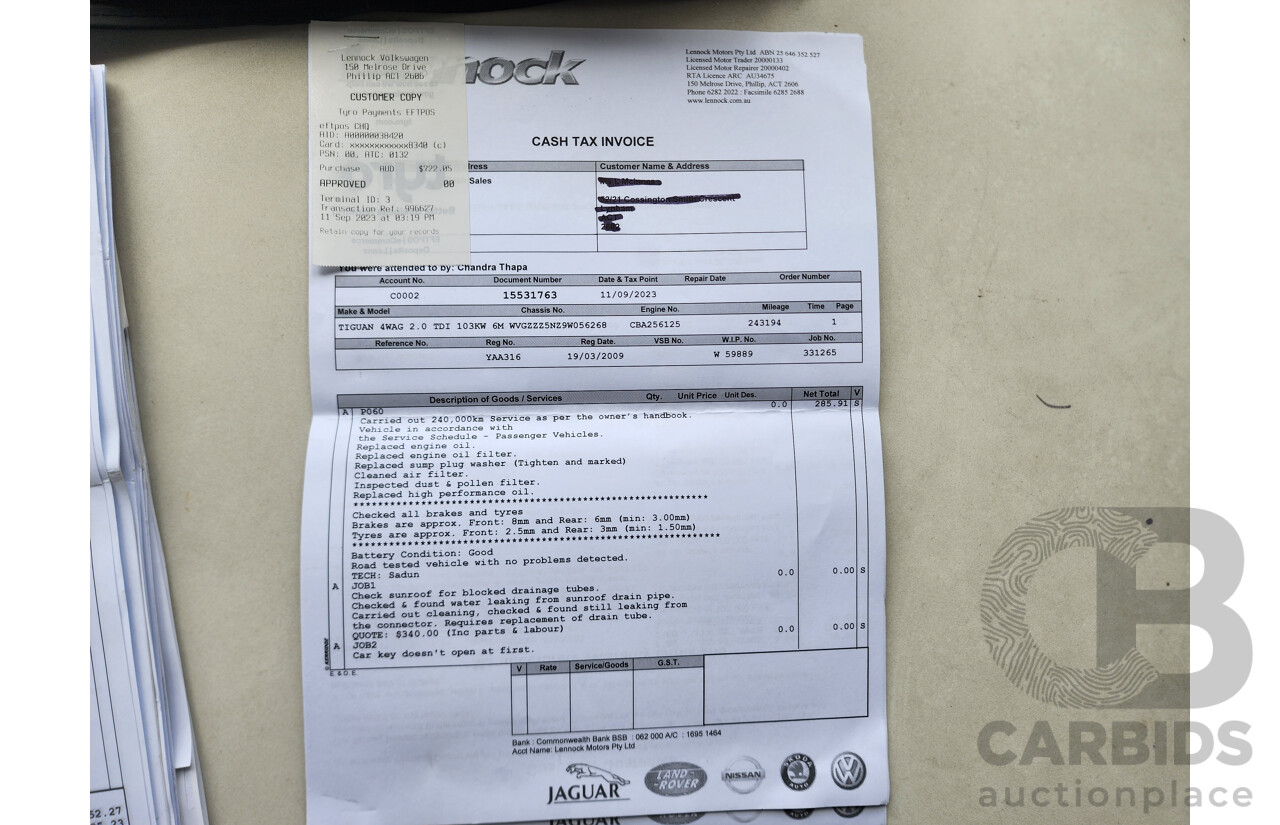 Lennock Volkswagen
150 Melrose Drive
Phillip ACT 2606
CUSTOMER COPY
Tyro Payments EFTPOS
eftpos CHQ
AID: A00000038420
Card: xxxxxxxxxxxx8340 (c)
PSN: 00, ATC: 0132
Purchase AUD $722.05
APPROVED 00
Terminal ID: 3
Transaction Ref: 996627
11 Sep 2023 at 03:19 PM
Retain copy for your records
nnock
Lennock Motors Pty Ltd ABN 25 646 352 527
Licensed Motor Trader 20000133
Licensed Motor Repairer 20000402
RTA Licence ARC AU34675
150 Melrose Drive, Phillip, ACT 2606
Phone 6282 2022 : Facsimile 6285 2688
www.lennock.com.au
CASH TAX INVOICE
dress Customer Name & Address
Sales
Crescent
You were attended to by: Chandra Thapa
Account No. Document Number Date & Tax Point Repair Date Order Number
C0002 15531763 11/09/2023
Make & Model Chassis No. Engine No. Mileage Time Page
TIGUAN 4WAG 2.0 TDI 103KW 6M WVGZZZ5NZ9W056268 CBA256125 243194 1
Reference No. Reg No. Reg Date. VSB No. W.I.P. No. Job No.
YAA316 19/03/2009 W 59889 331265
Description of Goods / Services Qty. Unit Price Unit Des. Net Total V
A P060 0.0 285.91 S
Carried out 240,000km Service as per the owner's handbook.
Vehicle in accordance with
the Service Schedule - Passenger Vehicles.
Replaced engine oil.
Replaced engine oil filter.
Replaced sump plug washer (Tighten and marked)
Cleaned air filter.
Inspected dust & pollen filter.
Replaced high performance oil.
************************************************************
Checked all brakes and tyres
Brakes are approx. Front: 8mm and Rear: 6mm (min: 3.00mm)
Tyres are approx. Front: 2.5mm and Rear: 3mm (min: 1.50mm)
**************************************************************
Battery Condition: Good
Road tested vehicle with no problems detected.
TECH: Sadun
A JOB1 0.0 0.00 S
Check sunroof for blocked drainage tubes.
Checked & found water leaking from sunroof drain pipe.
Carried out cleaning, checked & found still leaking from
the connector. Requires replacement of drain tube.
QUOTE: $340.00 (Inc parts & labour)
A JOB2 0.0 0.00 S
Car key doesn't open at first.
E.&O.E.
V Rate Service/Goods G.S.T.
Bank : Commonwealth Bank BSB : 062 000 A/C : 1695 1464
Acct Name: Lennock Motors Pty Ltd
JAGUAR
LAND-ROVER
NISSAN
SKODA AUTO
JAGUAR
52.27
CB
CARBIDS
auctionplace